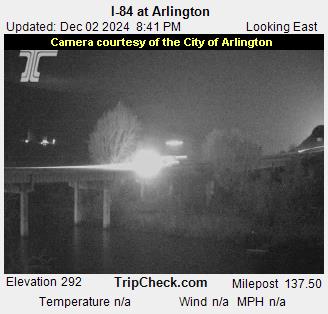 I-84 at Arlington
Updated: Dec 02 2024 8:41 PM Looking East
Camera courtesy of the City of Arlington
Elevation 292 TripCheck.com Milepost 137.50
Temperature n/a Wind n/a MPH n/a